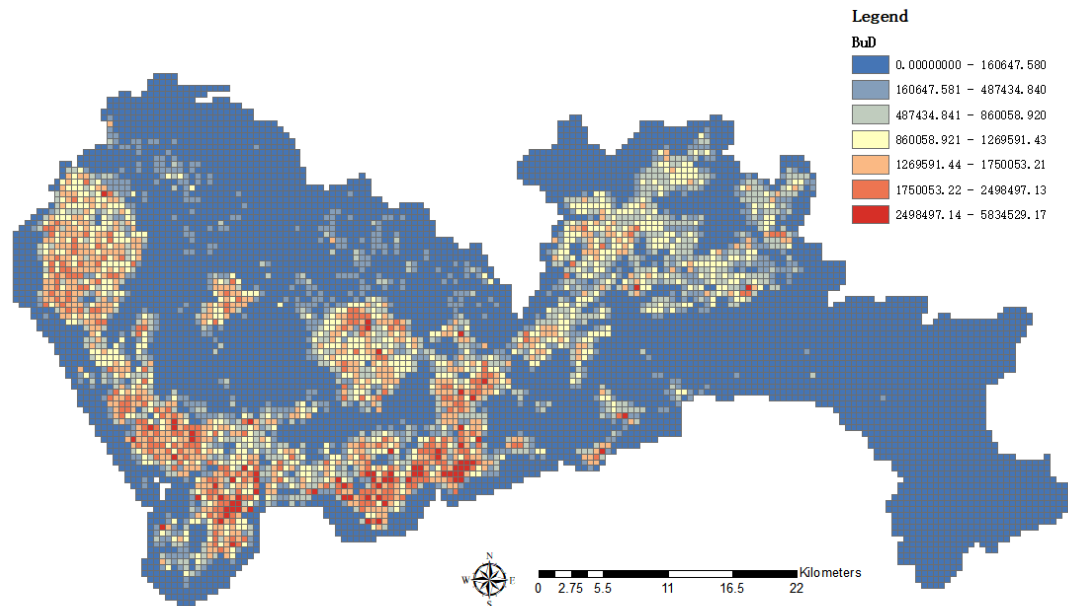 Legend
BuD
0.00000000 - 160647.580
160647.581 - 487434.840
487434.841 - 860058.920
860058.921 - 1269591.43
1269591.44 - 1750053.21
1750053.22 - 2498497.13
2498497.14 - 5834529.17
N
W E
S
Kilometers
0 2.75 5.5 11 16.5 22